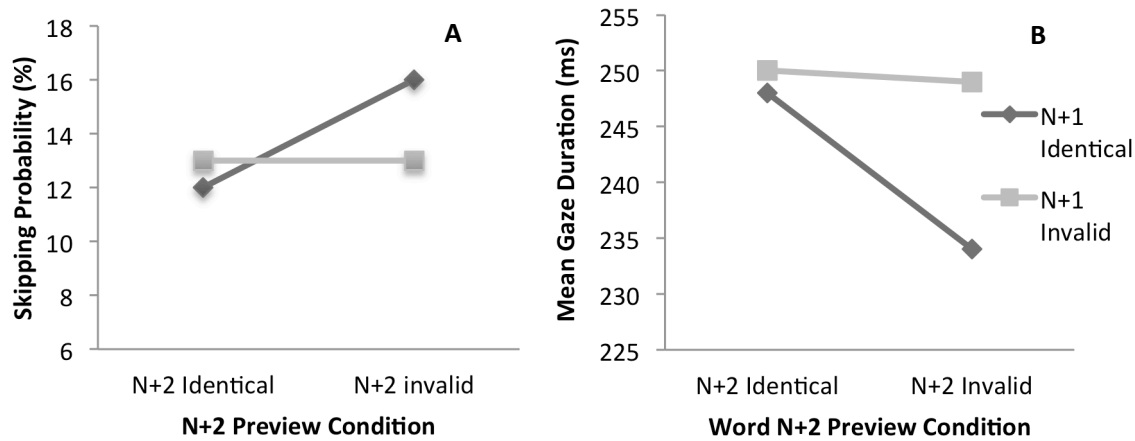 A
Skipping Probability (%)
18
16
14
12
10
8
6
N+2 Identical
N+2 invalid
N+2 Preview Condition
B
Mean Gaze Duration (ms)
255
250
245
240
235
230
225
N+2 Identical
N+2 Invalid
Word N+2 Preview Condition
N+1
Identical
N+1
Invalid